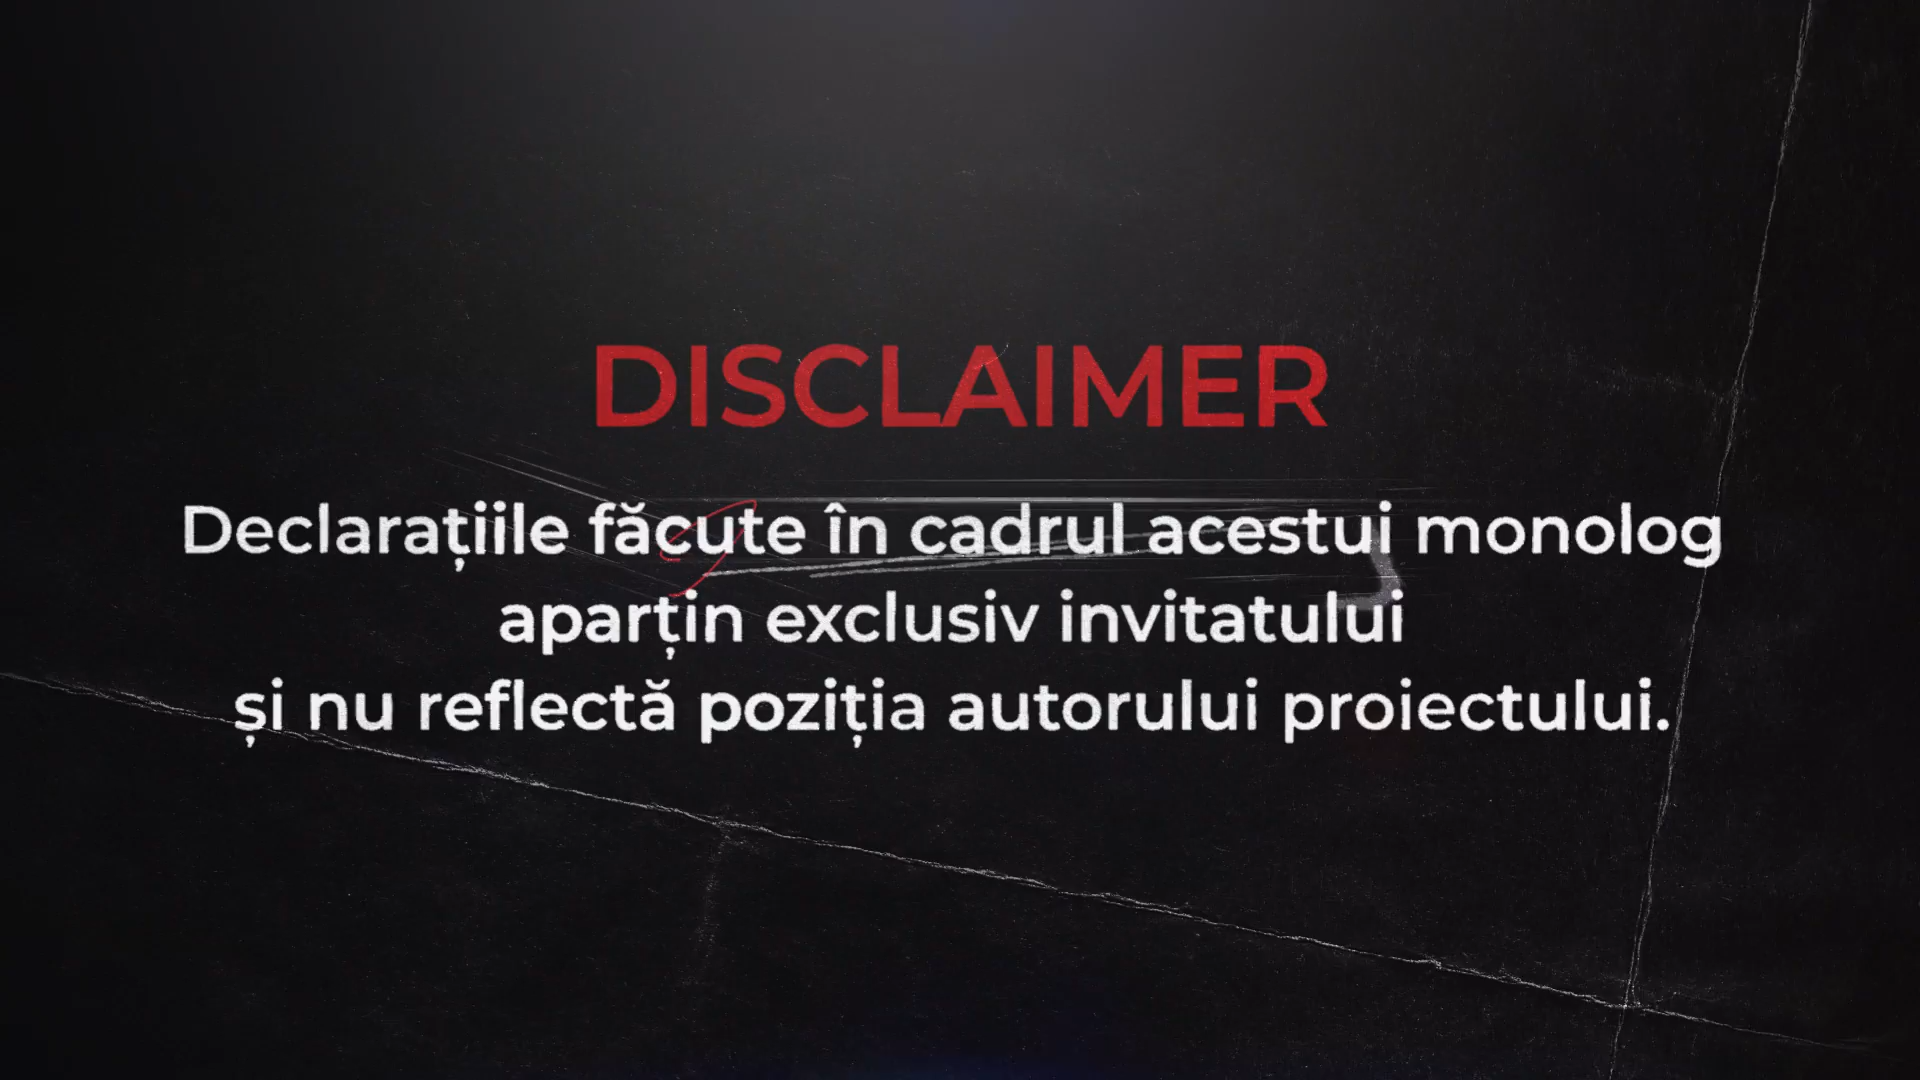 DISCLAIMER
Declarațiile făcute în cadrul acestui monolog
aparțin exclusiv invitatului
și nu reflectă poziția autorului proiectului.